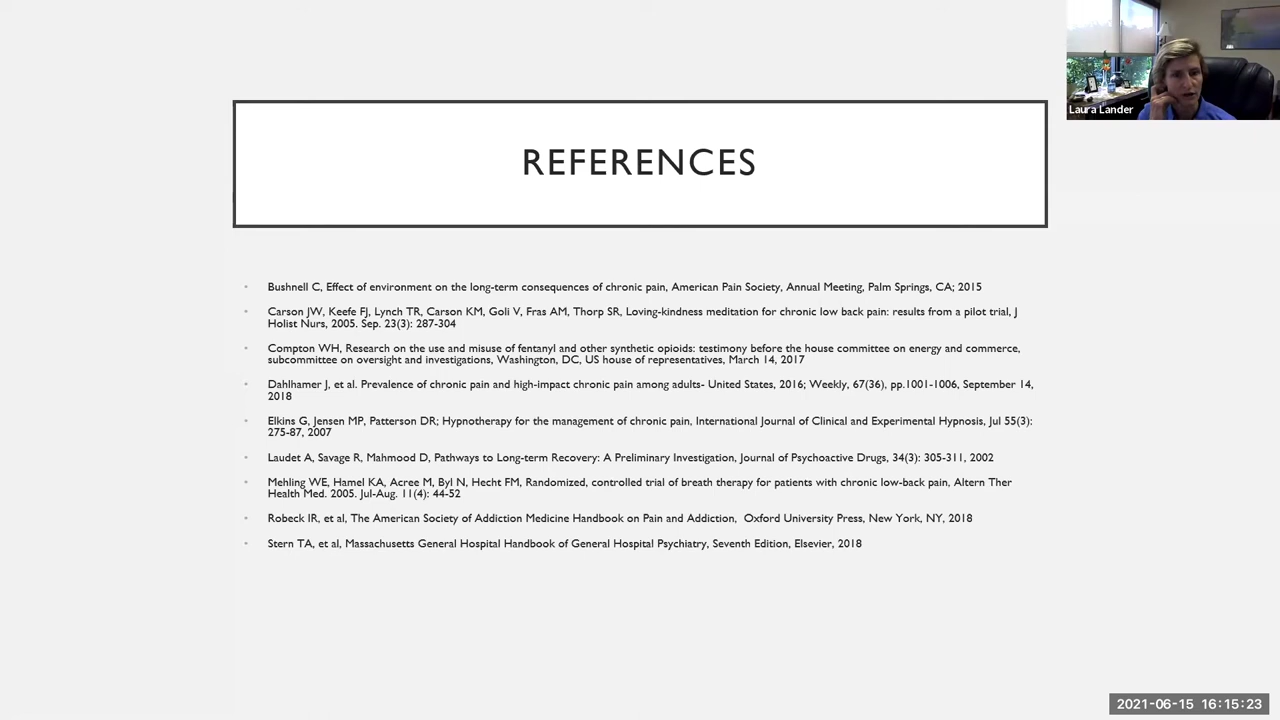 Laura Lander
REFERENCES
• Bushnell C, Effect of environment on the long-term consequences of chronic pain, American Pain Society, Annual Meeting, Palm Springs, CA; 2015
• Carson JW, Keefe FJ, Lynch TR, Carson KM, Goli V, Fras AM, Thorp SR, Loving-kindness meditation for chronic low back pain: results from a pilot trial, J
Holist Nurs, 2005. Sep. 23(3): 287-304
• Compton WH, Research on the use and misuse of fentanyl and other synthetic opioids: testimony before the house committee on energy and commerce,
subcommittee on oversight and investigations, Washington, DC, US house of representatives, March 14, 2017
• Dahlhamer J, et al. Prevalence of chronic pain and high-impact chronic pain among adults- United States, 2016; Weekly, 67(36), pp.1001-1006, September 14,
2018
• Elkins G, Jensen MP, Patterson DR; Hypnotherapy for the management of chronic pain, International Journal of Clinical and Experimental Hypnosis, Jul 55(3):
275-87, 2007
• Laudet A, Savage R, Mahmood D, Pathways to Long-term Recovery: A Preliminary Investigation, Journal of Psychoactive Drugs, 34(3): 305-311, 2002
• Mehling WE, Hamel KA, Acree M, Byl N, Hecht FM, Randomized, controlled trial of breath therapy for patients with chronic low-back pain, Altern Ther
Health Med. 2005. Jul-Aug. 11(4): 44-52
• Robeck IR, et al, The American Society of Addiction Medicine Handbook on Pain and Addiction, Oxford University Press, New York, NY, 2018
• Stern TA, et al, Massachusetts General Hospital Handbook of General Hospital Psychiatry, Seventh Edition, Elsevier, 2018
2021-06-15 16:15:23